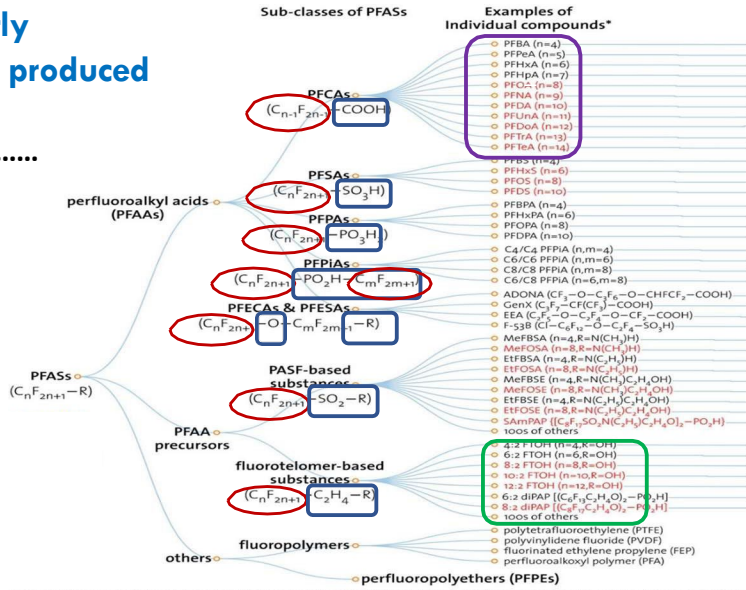 rly
produced
......
Sub-classes of PFASs
Examples of
Individual compounds*
PFASs
(CₙF₂ₙ₊₁–R)
perfluoroalkyl acids
(PFAAs)
PFCAs
(Cₙ₋₁F₂ₙ₋₁–COOH)
PFBA (n=4)
PFPeA (n=5)
PFHxA (n=6)
PFHpA (n=7)
PFOA (n=8)
PFNA (n=9)
PFDA (n=10)
PFUnA (n=11)
PFDoA (n=12)
PFTrA (n=13)
PFTeA (n=14)
PFSAs
(CₙF₂ₙ₊–SO₃H)
PFBS (n=4)
PFHxS (n=6)
PFOS (n=8)
PFDS (n=10)
PFPAs
(CₙF₂ₙ₊–PO₃H₂)
PFBPA (n=4)
PFHxPA (n=6)
PFOPA (n=8)
PFDPA (n=10)
PFPiAs
(CₙF₂ₙ₊₁–PO₂H–CₘF₂ₘ₊₁)
C4/C4 PFPiA (n,m=4)
C6/C6 PFPiA (n,m=6)
C8/C8 PFPiA (n,m=8)
C6/C8 PFPiA (n=6,m=8)
PFECAs & PFESAs
(CₙF₂ₙ₊–O–CₘF₂ₘ₊₁–R)
ADONA (CF₃–O–C₃F₆–O–CHFCF₂–COOH)
GenX (C₃F₇–CF(CF₃)–COOH)
EEA (C₂F₅–O–C₂F₄–O–CF₂–COOH)
F-53B (Cl–C₆F₁₂–O–C₂F₄–SO₃H)
PFAA
precursors
PASF-based
substances
(CₙF₂ₙ₊₁–SO₂–R)
MeFBSA (n=4,R=N(CH₃)H)
MeFOSA (n=8,R=N(CH₃)H)
EtFBSA (n=4,R=N(C₂H₅)H)
EtFOSA (n=8,R=N(C₂H₅)H)
MeFBSE (n=4,R=N(CH₃)C₂H₄OH)
MeFOSE (n=8,R=N(CH₃)C₂H₄OH)
EtFBSE (n=4,R=N(C₂H₅)C₂H₄OH)
EtFOSE (n=8,R=N(C₂H₅)C₂H₄OH)
SAmPAP {[C₈F₁₇SO₂N(C₂H₅)C₂H₄O]₂–PO₂H}
100s of others
fluorotelomer-based
substances
(CₙF₂ₙ₊₁–C₂H₄–R)
4:2 FTOH (n=4,R=OH)
6:2 FTOH (n=6,R=OH)
8:2 FTOH (n=8,R=OH)
10:2 FTOH (n=10,R=OH)
12:2 FTOH (n=12,R=OH)
6:2 diPAP [(C₆F₁₃C₂H₄O)₂–PO₂H]
8:2 diPAP [(C₈F₁₇C₂H₄O)₂–PO₂H]
100s of others
others
fluoropolymers
polytetrafluoroethylene (PTFE)
polyvinylidene fluoride (PVDF)
fluorinated ethylene propylene (FEP)
perfluoroalkoxyl polymer (PFA)
perfluoropolyethers (PFPEs)